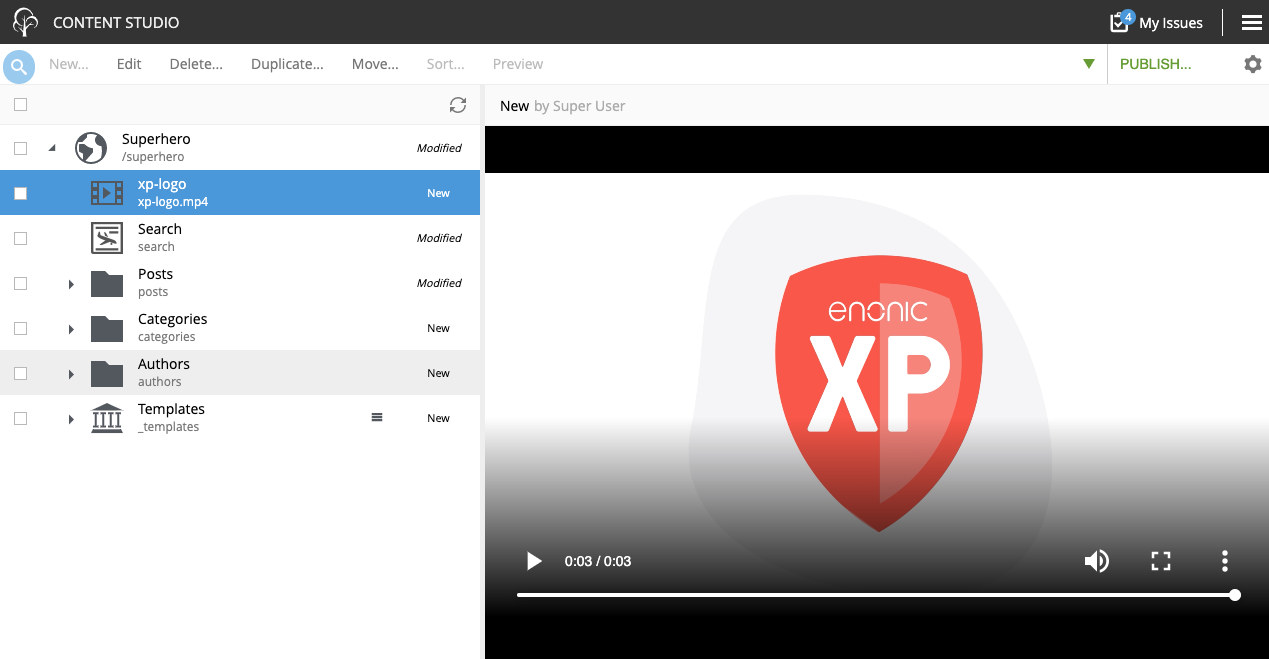 CONTENT STUDIO
4
My Issues
New...
Edit
Delete...
Duplicate...
Move...
Sort...
Preview
PUBLISH...
New by Super User
Superhero
/superhero
Modified
xp-logo
xp-logo.mp4
New
Search
search
Modified
Posts
posts
Modified
Categories
categories
New
Authors
authors
New
Templates
_templates
New
enonic
XP
0:03 / 0:03